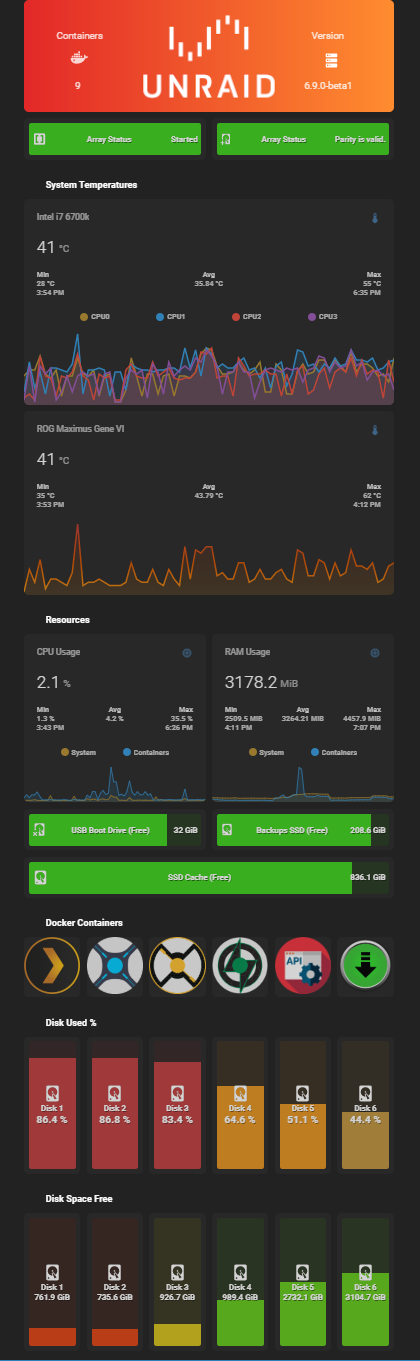 Containers
9
UNRAID
Version
6.9.0-beta1
Array Status Started
Array Status Parity is valid.
System Temperatures
Intel i7 6700k
41 °C
Min Avg Max
28 °C 35.84 °C 55 °C
3:54 PM 6:35 PM
CPU0 CPU1 CPU2 CPU3
ROG Maximus Gene VI
41 °C
Min Avg Max
35 °C 43.79 °C 62 °C
3:53 PM 4:12 PM
Resources
CPU Usage
2.1 %
Min Avg Max
1.3 % 4.2 % 35.5 %
3:43 PM 6:26 PM
System Containers
RAM Usage
3178.2 MiB
Min Avg Max
2509.5 MiB 3264.21 MiB 4457.9 MiB
4:11 PM 7:07 PM
System Containers
USB Boot Drive (Free) 32 GiB
Backups SSD (Free) 208.6 GiB
SSD Cache (Free) 836.1 GiB
Docker Containers
API
Disk Used %
Disk 1 Disk 2 Disk 3 Disk 4 Disk 5 Disk 6
86.4 % 86.8 % 83.4 % 64.6 % 51.1 % 44.4 %
Disk Space Free
Disk 1 Disk 2 Disk 3 Disk 4 Disk 5 Disk 6
761.9 GiB 735.6 GiB 926.7 GiB 989.4 GiB 2732.1 GiB 3104.7 GiB